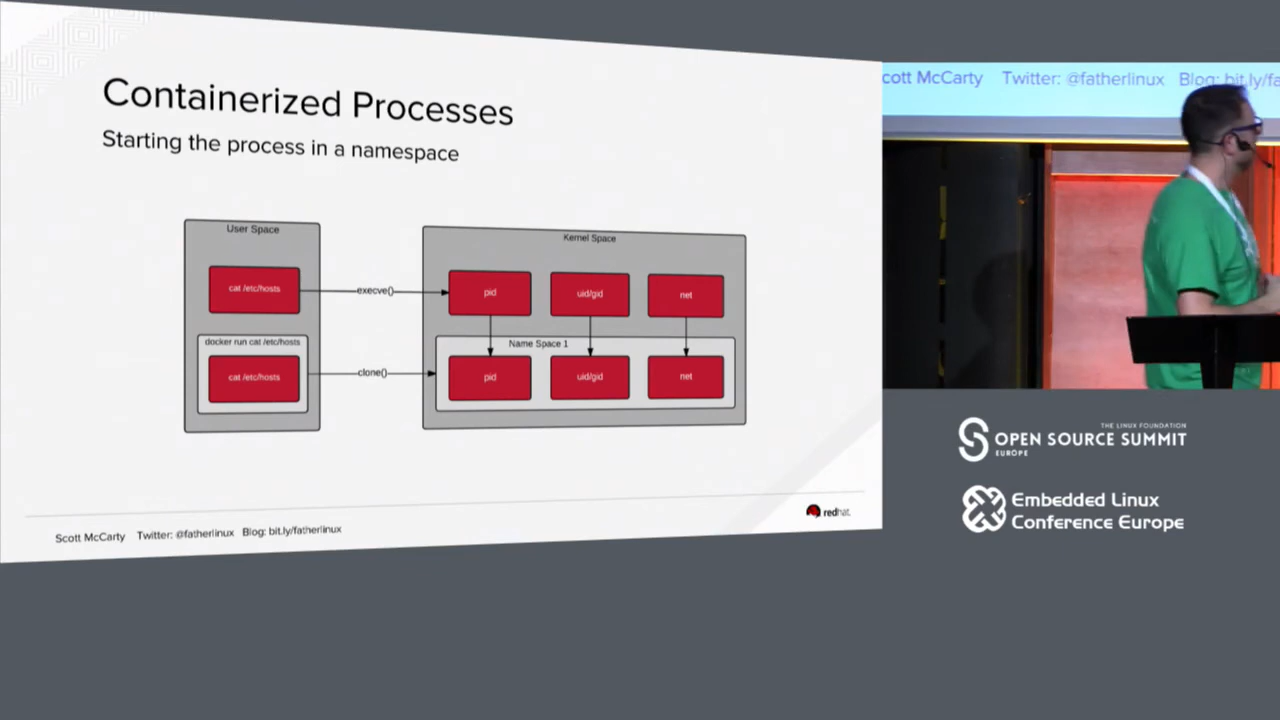 Containerized Processes
Starting the process in a namespace
User Space
cat /etc/hosts
docker run cat /etc/hosts
cat /etc/hosts
execve()
clone()
Kernel Space
pid
uid/gid
net
Name Space 1
pid
uid/gid
net
Scott McCarty Twitter: @fatherlinux Blog: bit.ly/fatherlinux
redhat.
cott McCarty Twitter: @fatherlinux Blog: bit.ly/fa
THE LINUX FOUNDATION
OPEN SOURCE SUMMIT
EUROPE
Embedded Linux
Conference Europe